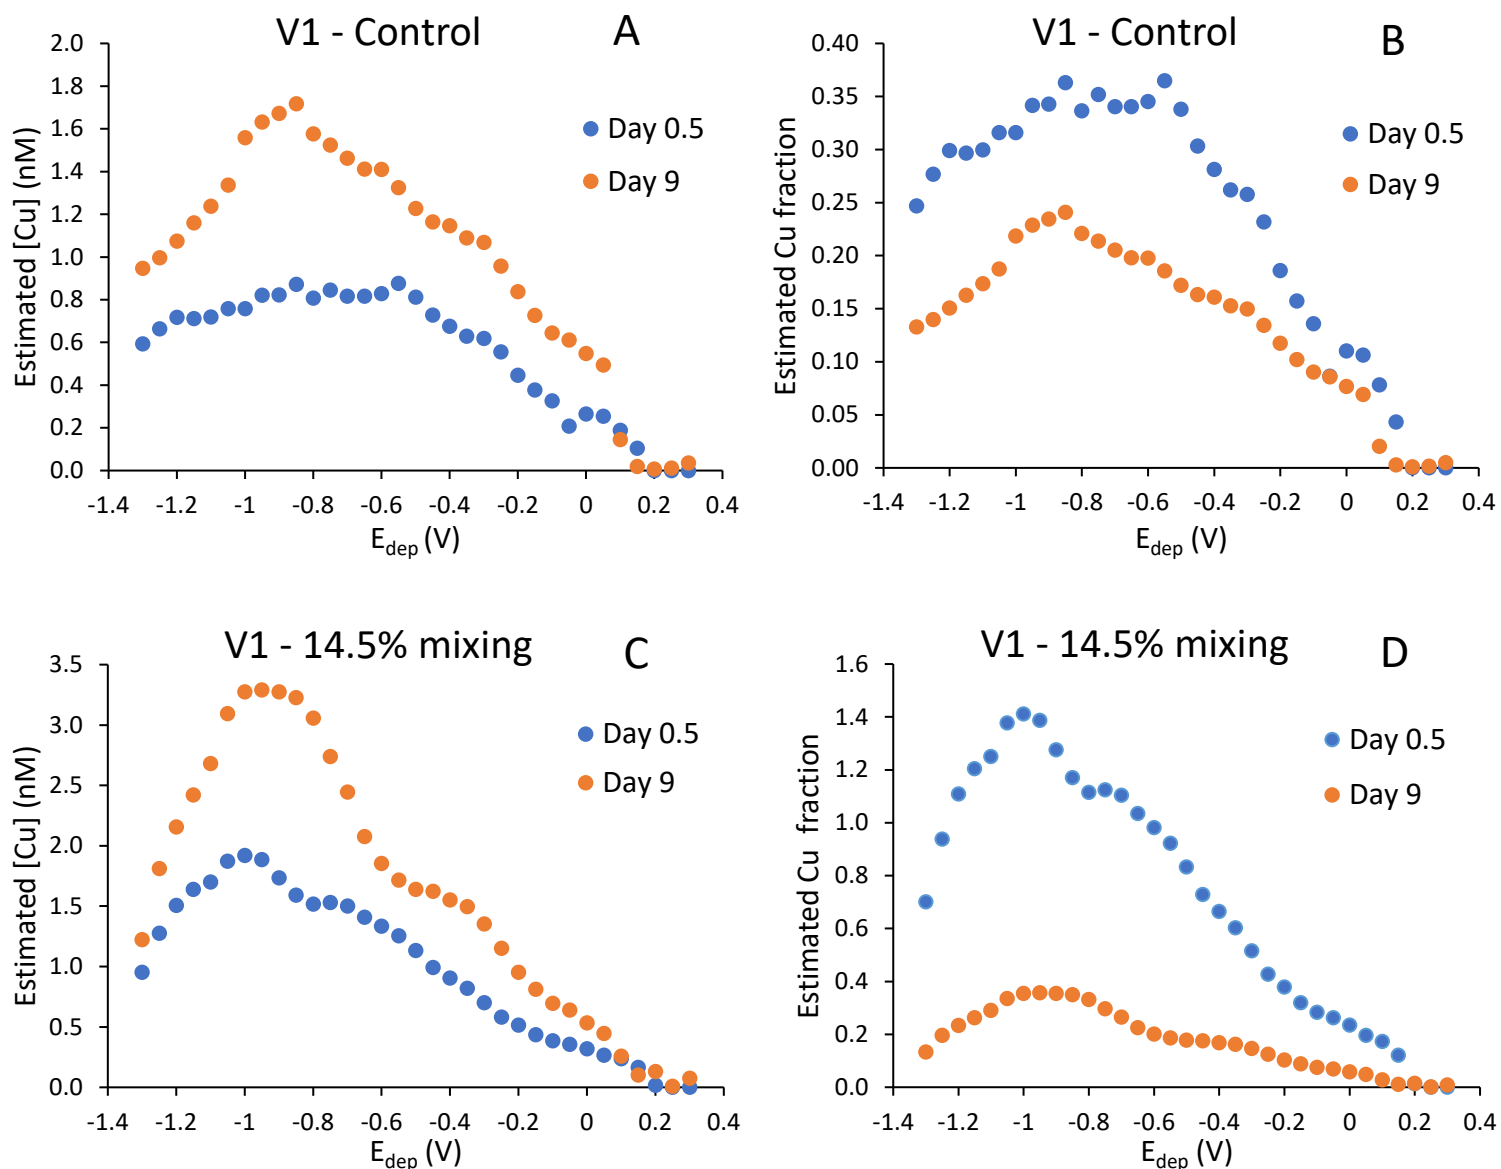 V1 - Control
A
2.0
1.8
1.6
1.4
1.2
1.0
0.8
0.6
0.4
0.2
0.0
Estimated [Cu] (nM)
Day 0.5
Day 9
-1.4 -1.2 -1 -0.8 -0.6 -0.4 -0.2 0 0.2 0.4
Edep (V)
V1 - Control
B
0.40
0.35
0.30
0.25
0.20
0.15
0.10
0.05
0.00
Estimated Cu fraction
Day 0.5
Day 9
-1.4 -1.2 -1 -0.8 -0.6 -0.4 -0.2 0 0.2 0.4
Edep (V)
V1 - 14.5% mixing
C
3.5
3.0
2.5
2.0
1.5
1.0
0.5
0.0
Estimated [Cu] (nM)
Day 0.5
Day 9
-1.4 -1.2 -1 -0.8 -0.6 -0.4 -0.2 0 0.2 0.4
Edep (V)
V1 - 14.5% mixing
D
1.6
1.4
1.2
1.0
0.8
0.6
0.4
0.2
0.0
Estimated Cu fraction
Day 0.5
Day 9
-1.4 -1.2 -1 -0.8 -0.6 -0.4 -0.2 0 0.2 0.4
Edep (V)